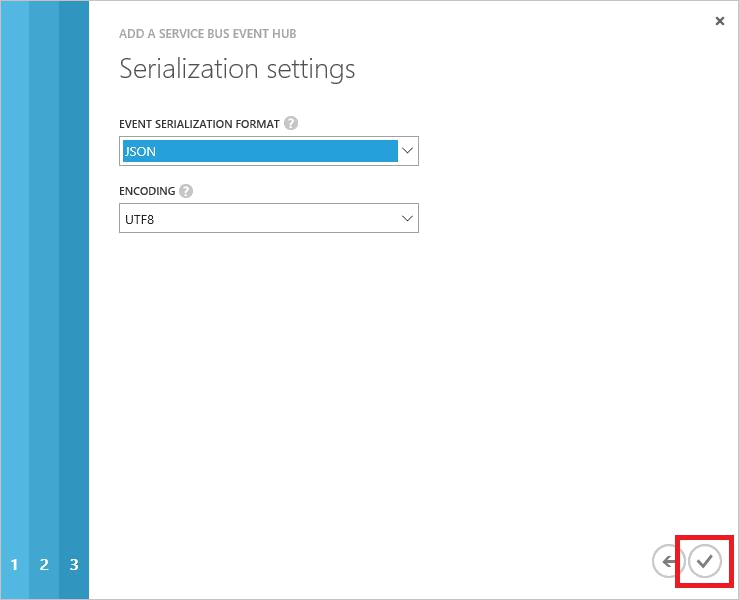 ADD A SERVICE BUS EVENT HUB
Serialization settings
EVENT SERIALIZATION FORMAT ?
JSON
ENCODING ?
UTF8
1 2 3